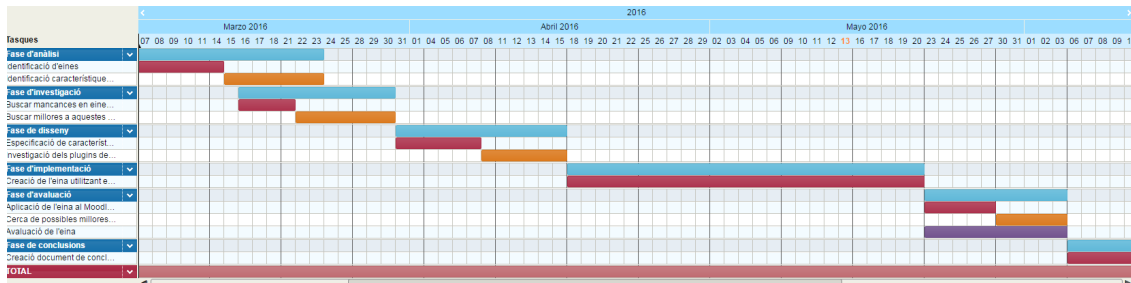 2016
Marzo 2016 Abril 2016 Mayo 2016
Tasques 07 08 09 10 11 14 15 16 17 18 21 22 23 24 25 28 29 30 31 01 04 05 06 07 08 11 12 13 14 15 18 19 20 21 22 25 26 27 28 29 02 03 04 05 06 09 10 11 12 13 16 17 18 19 20 23 24 25 26 27 30 31 01 02 03 06 07 08 09 1
Fase d'anàlisi
dentificació d'eines
dentificació característique...
Fase d'investigació
Buscar mancances en eine...
Buscar millores a aquestes ...
Fase de disseny
Especificació de característ...
nvestigació dels plugins de...
Fase d'implementació
Creació de l'eina utilitzant e...
Fase d'avaluació
Aplicació de l'eina al Moodl...
Cerca de possibles millores...
Avaluació de l'eina
Fase de conclusions
Creació document de concl...
TOTAL